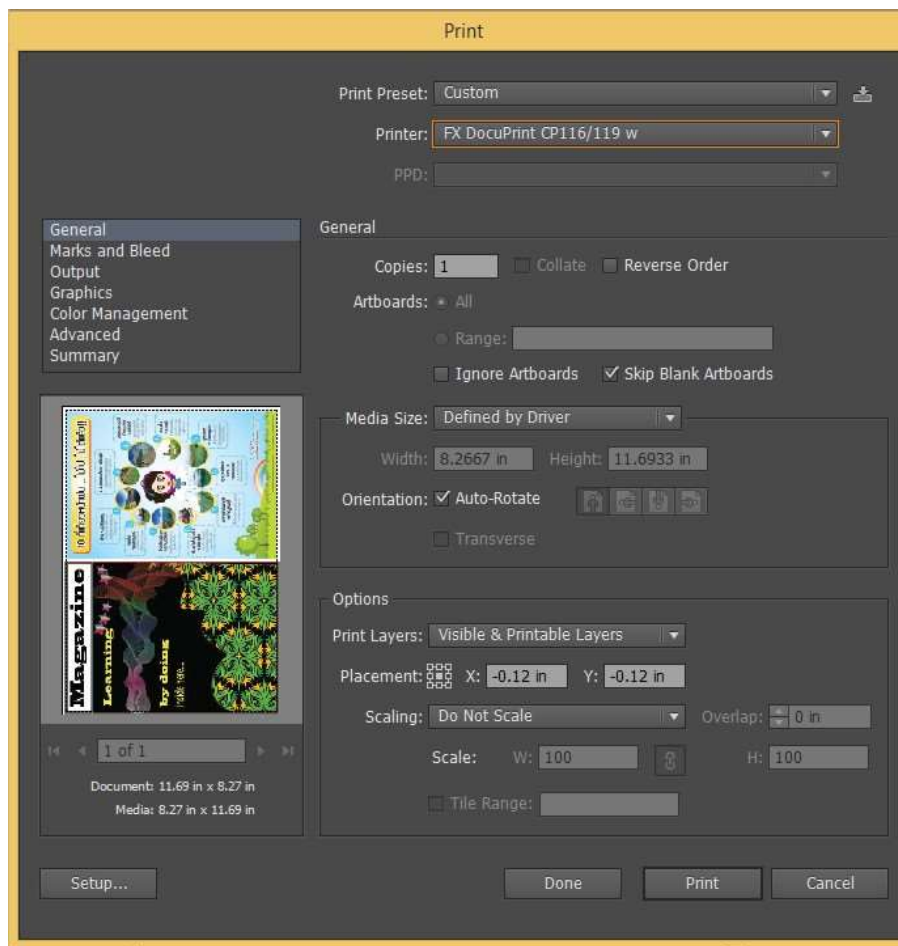 Print
Print Preset: Custom
Printer: FX DocuPrint CP116/119 w
PPD:
General
Marks and Bleed
Output
Graphics
Color Management
Advanced
Summary
General
Copies: 1 Collate Reverse Order
Artboards: All
Range:
Ignore Artboards Skip Blank Artboards
Media Size: Defined by Driver
Width: 8.2667 in Height: 11.6933 in
Orientation: Auto-Rotate
Transverse
Options
Print Layers: Visible & Printable Layers
Placement: X: -0.12 in Y: -0.12 in
Scaling: Do Not Scale Overlap: 0 in
Scale: W: 100 H: 100
Tile Range:
Magazine
Learning
by doing
1 of 1
Document: 11.69 in x 8.27 in
Media: 8.27 in x 11.69 in
Setup... Done Print Cancel